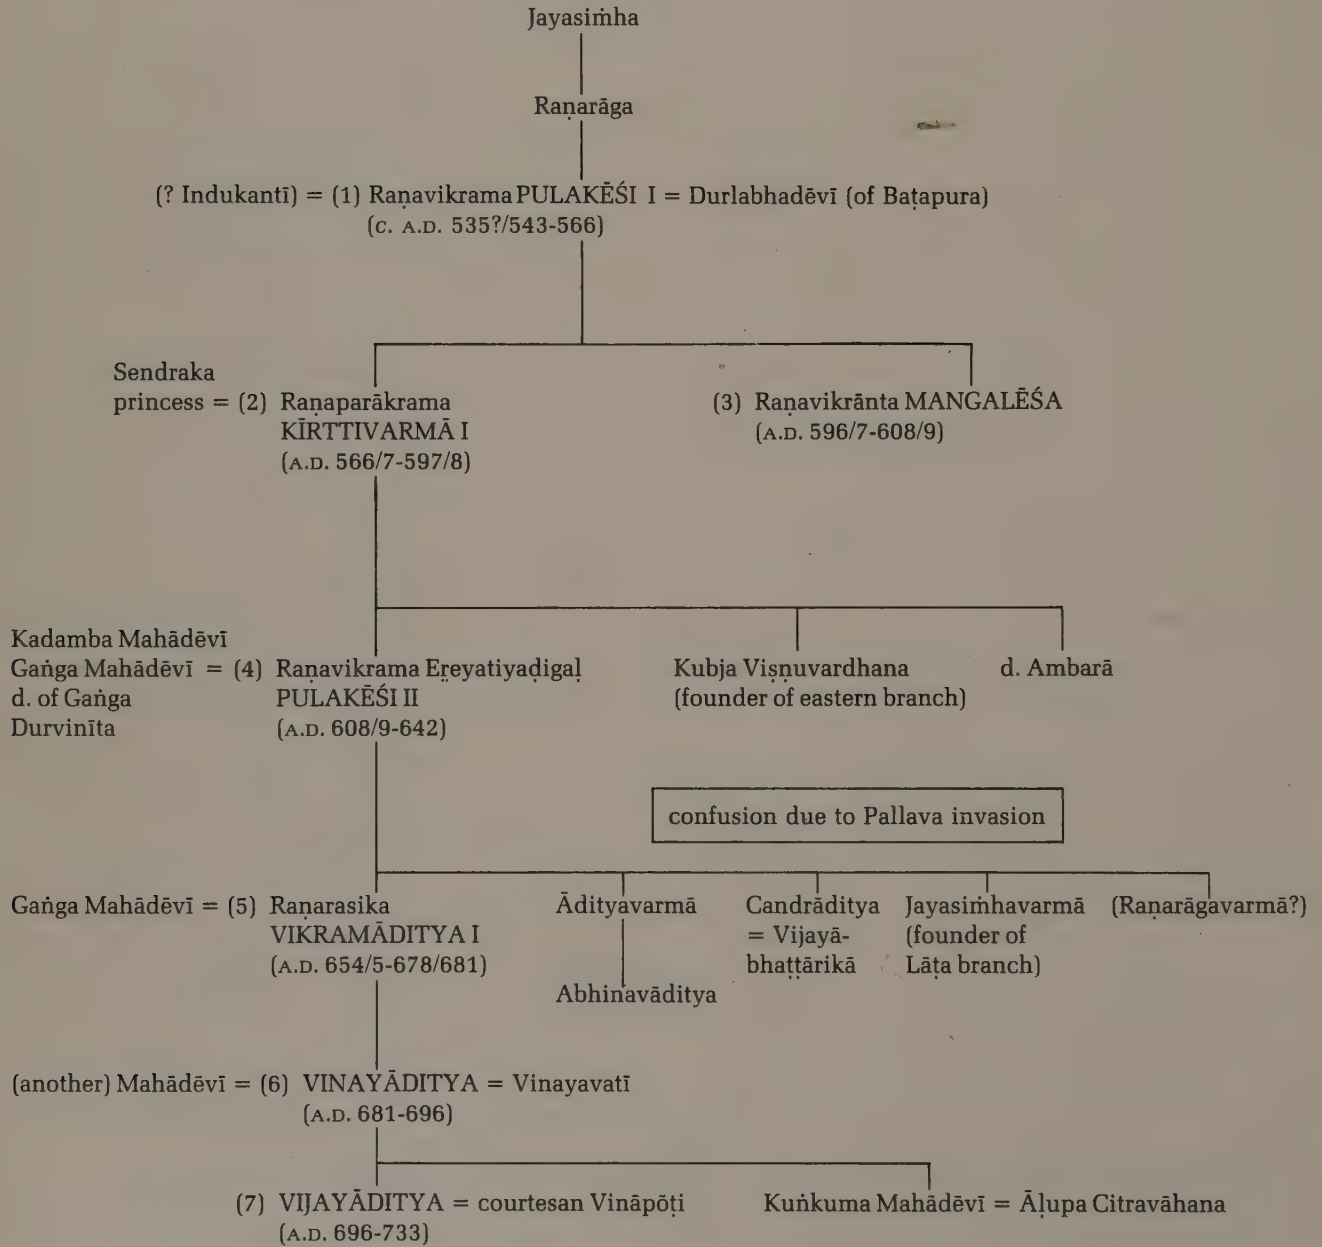 Jayasiṁha
Raṇarāga
(? Indukantī) = (1) Raṇavikrama PULAKĒŚI I = Durlabhadēvī (of Baṭapura)
(C. A.D. 535?/543-566)
Sendraka
princess = (2) Raṇaparākrama
KĪRTTIVARMĀ I
(A.D. 566/7-597/8)
(3) Raṇavikrānta MANGALĒŚA
(A.D. 596/7-608/9)
Kadamba Mahādēvī
Gaṅga Mahādēvī = (4) Raṇavikrama Ereyatiyaḍigaḷ
d. of Gaṅga PULAKĒŚI II
Durvinīta (A.D. 608/9-642)
Kubja Viṣṇuvardhana
(founder of eastern branch)
d. Ambarā
confusion due to Pallava invasion
Gaṅga Mahādēvī = (5) Raṇarasika
VIKRAMĀDITYA I
(A.D. 654/5-678/681)
Ādityavarmā
Abhinavāditya
Candrāditya
= Vijayā-
bhaṭṭārikā
Jayasiṁhavarmā
(founder of
Lāṭa branch)
(Raṇarāgavarmā?)
(another) Mahādēvī = (6) VINAYĀDITYA = Vinayavatī
(A.D. 681-696)
(7) VIJAYĀDITYA = courtesan Vināpōṭi
(A.D. 696-733)
Kuṅkuma Mahādēvī = Āḷupa Citravāhana